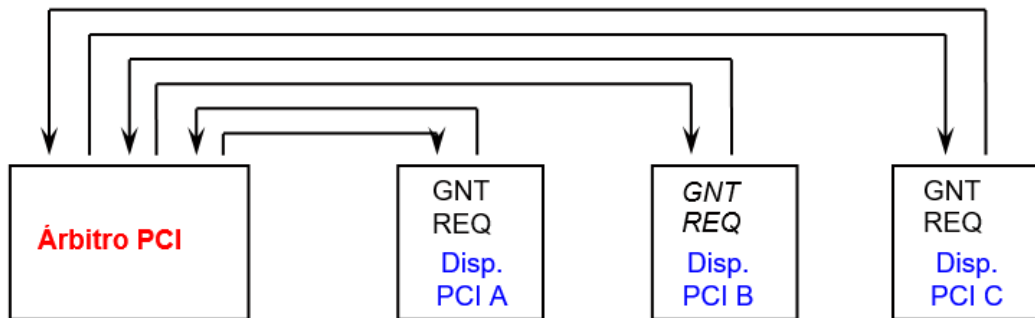 Árbitro PCI
GNT
REQ
Disp.
PCI A
GNT
REQ
Disp.
PCI B
GNT
REQ
Disp.
PCI C